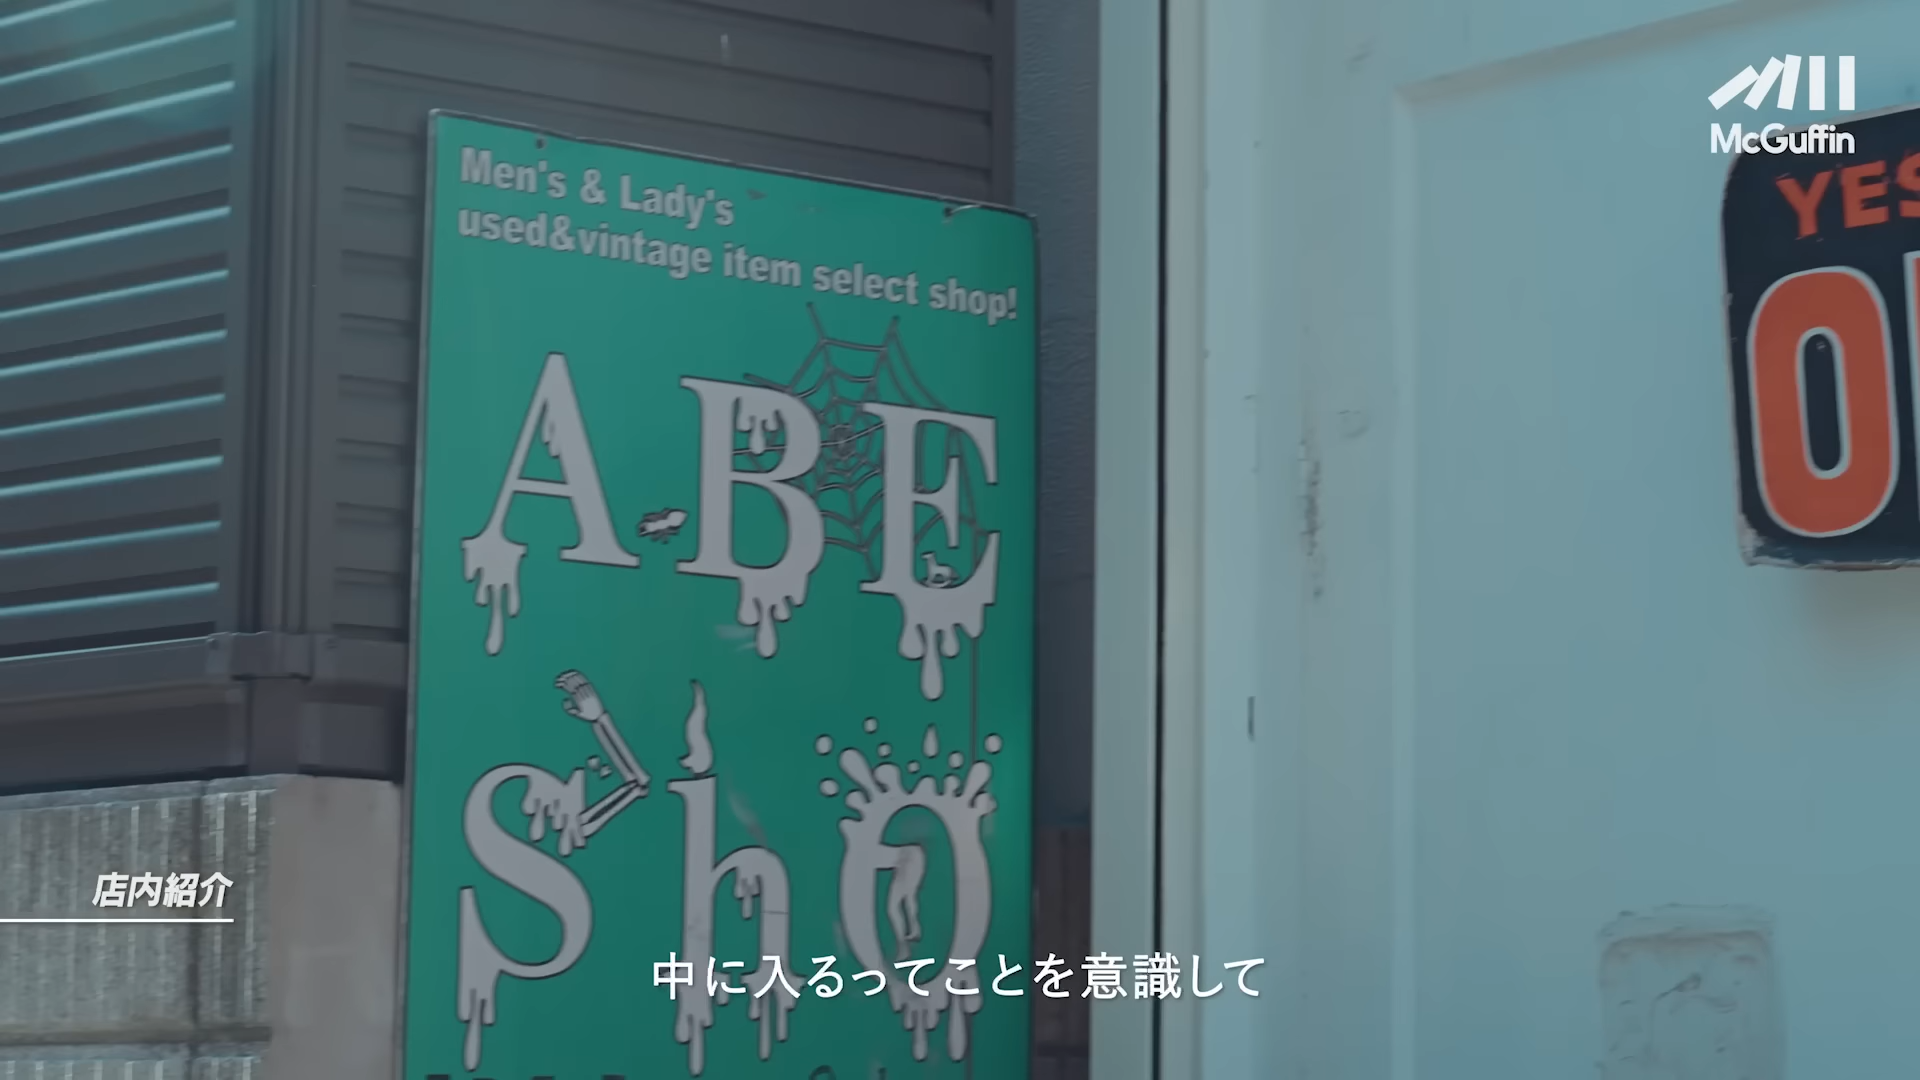 McGuffin
Men's & Lady's
used&vintage item select shop!
ABE
Sho
YES
店内紹介
中に入るってことを意識して